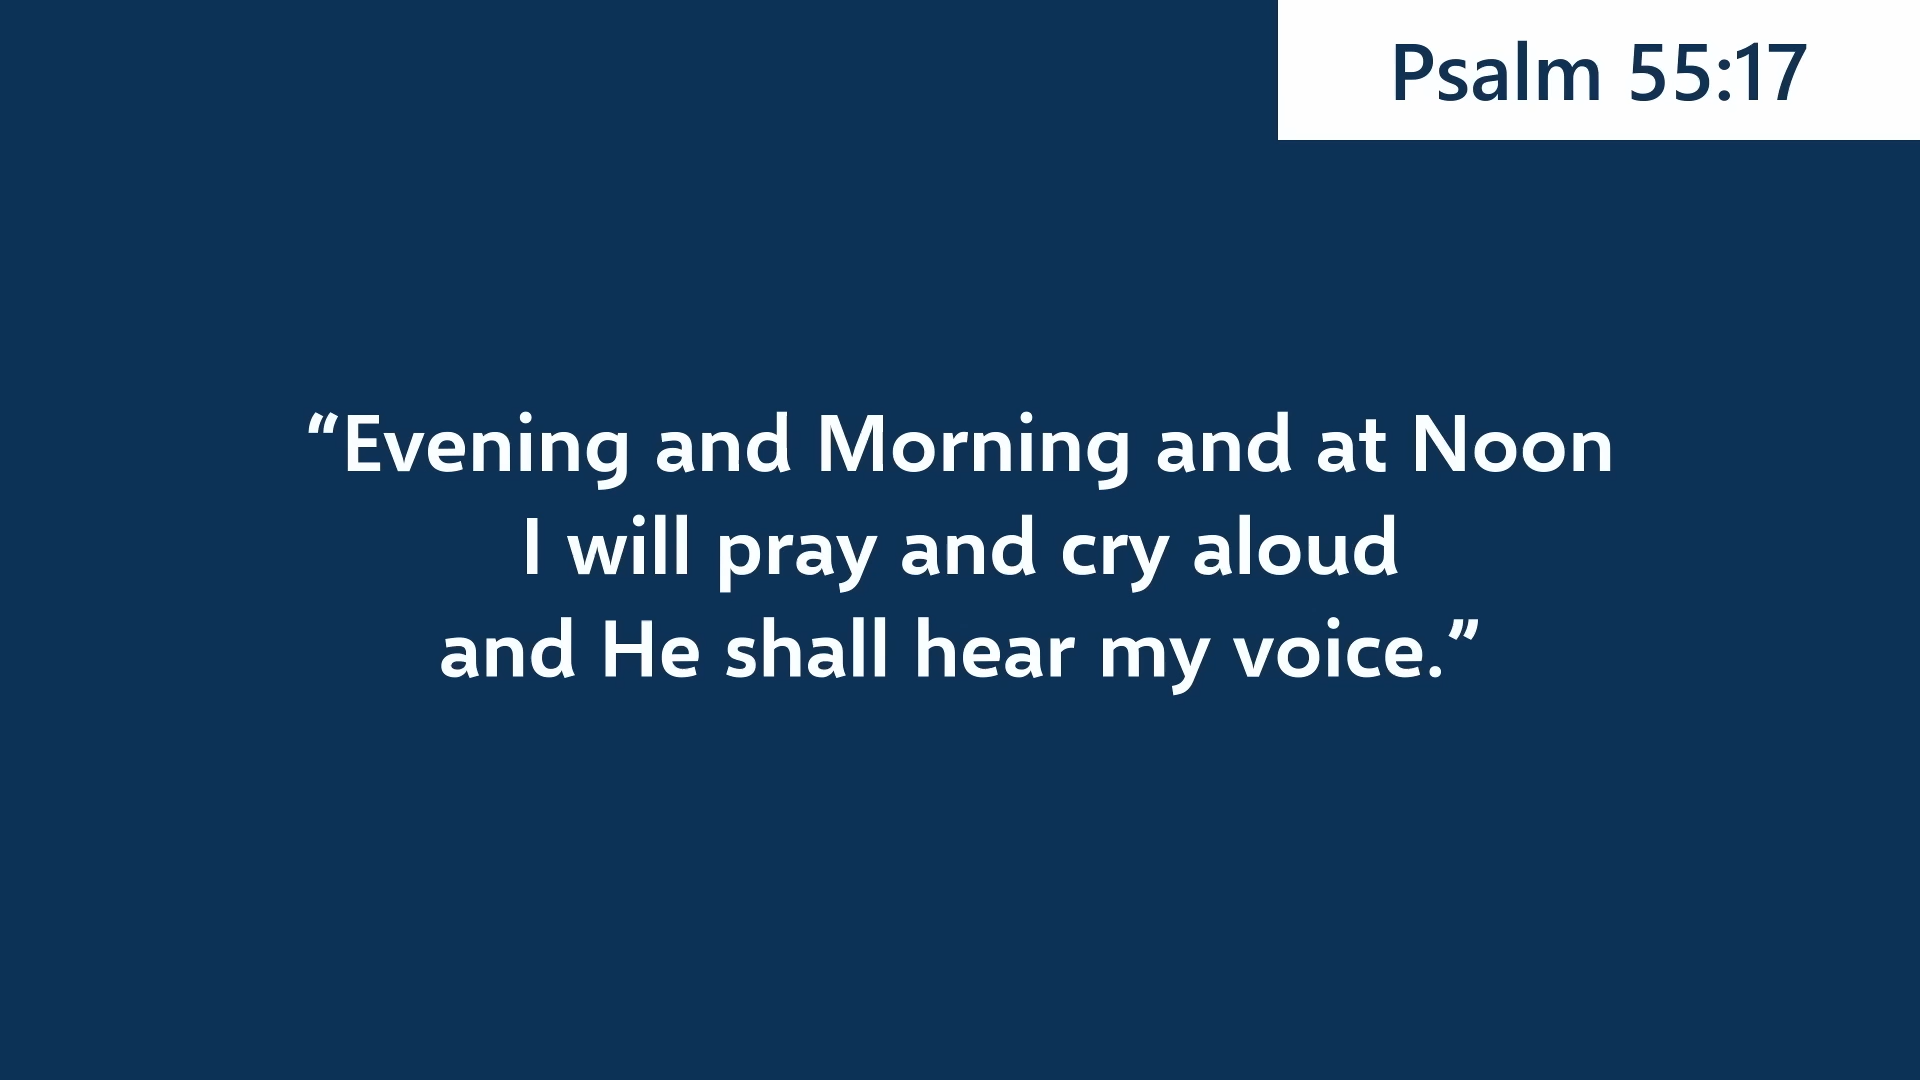 Psalm 55:17
“Evening and Morning and at Noon
I will pray and cry aloud
and He shall hear my voice.”